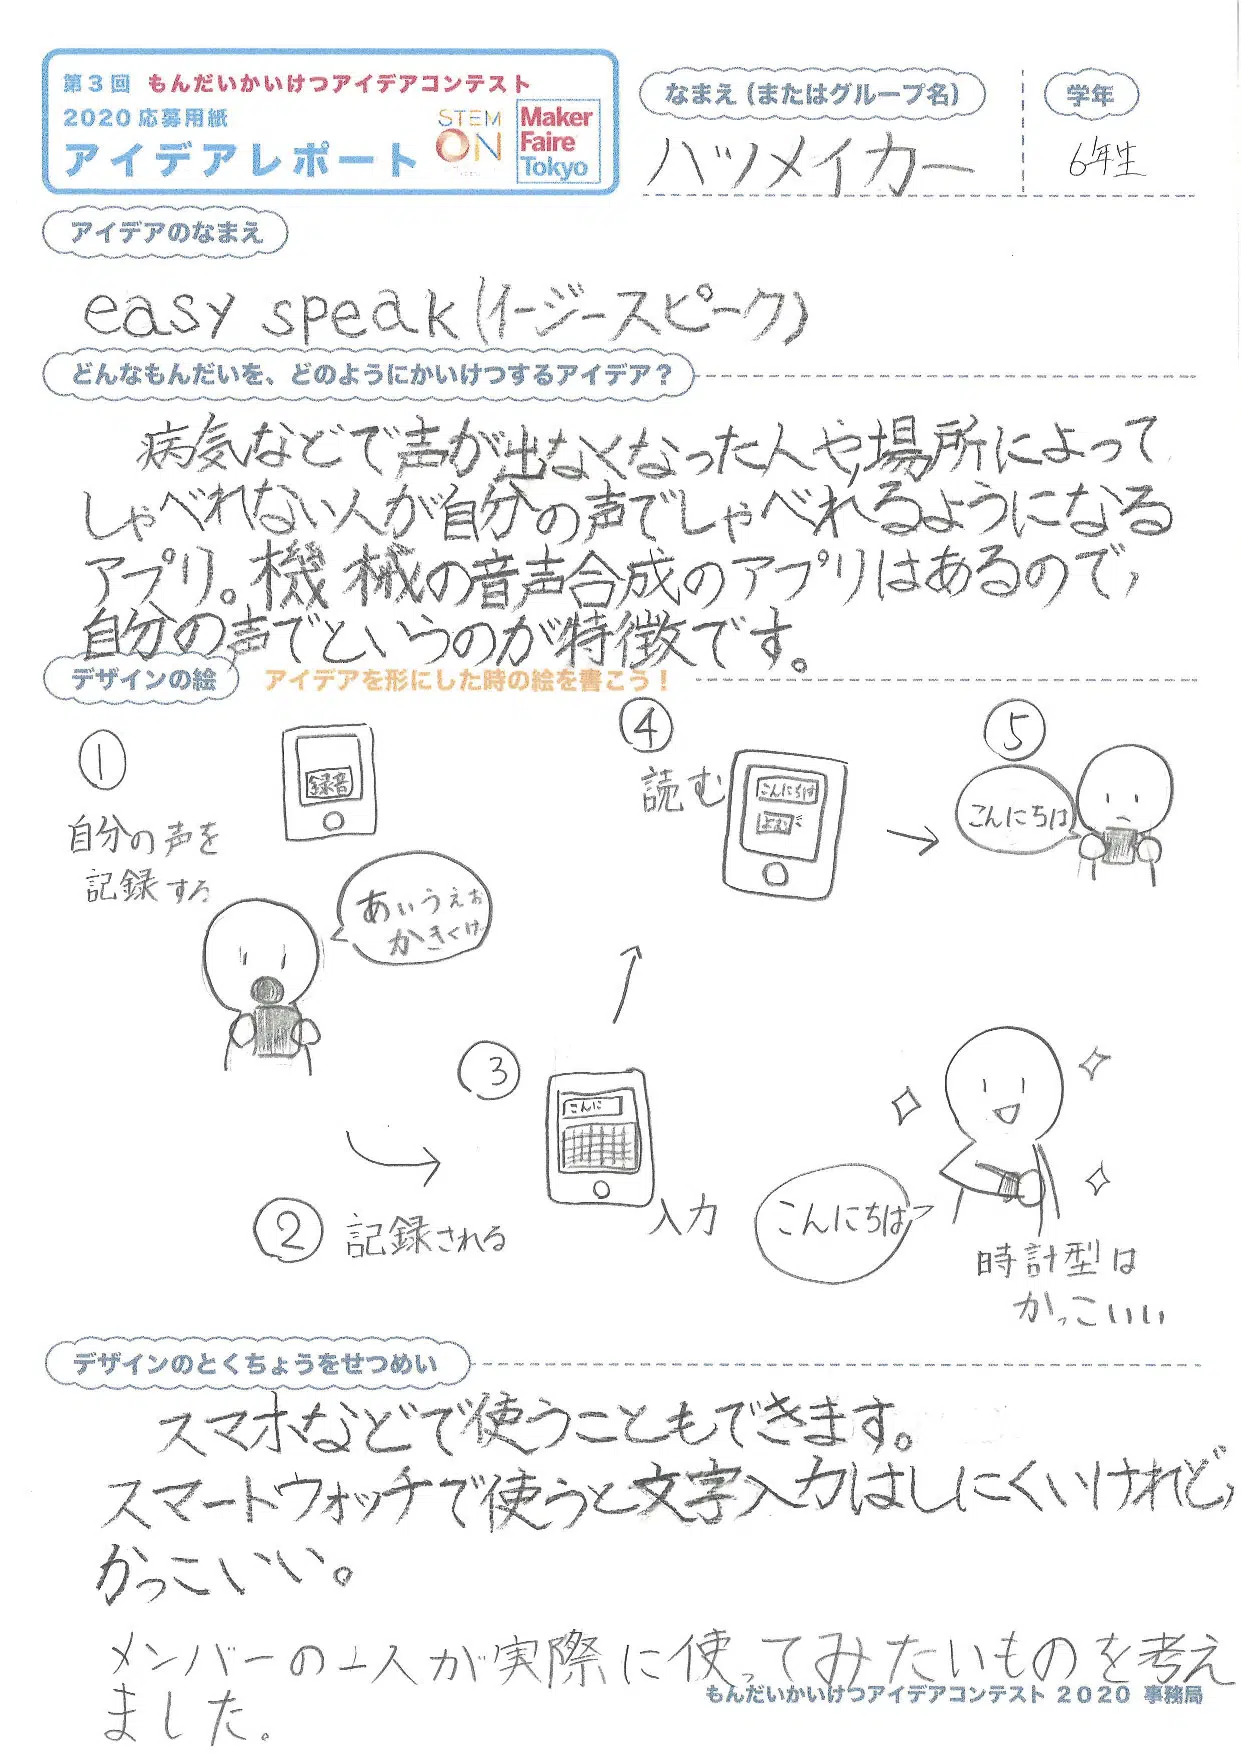 第3回 もんだいかいけつアイデアコンテスト
2020応募用紙
アイデアレポート
STEM
ON
Maker
Faire
Tokyo
なまえ(またはグループ名)
ハツメイカー
学年
6年生
アイデアのなまえ
easy speak(イージースピーク)
どんなもんだいを、どのようにかいけつするアイデア?
病気などで声が出なくなった人や、場所によって
しゃべれない人が自分の声でしゃべれるようになる
アプリ。機械の音声合成のアプリはあるので、
自分の声でというのが特徴です。
デザインの絵 アイデアを形にした時の絵を書こう!
①
自分の声を
記録する
録音
あいうえお
かきくけ
② 記録される
③
こんに
入力
④
読む
こんにちは
よむ
⑤
こんにちは
こんにちは
時計型は
かっこいい
デザインのとくちょうをせつめい
スマホなどで使うこともできます。
スマートウォッチで使うと文字入力はしにくいけれど、
かっこいい。
メンバーの1人が実際に使ってみたいものを考え
ました。
もんだいかいけつアイデアコンテスト2020 事務局